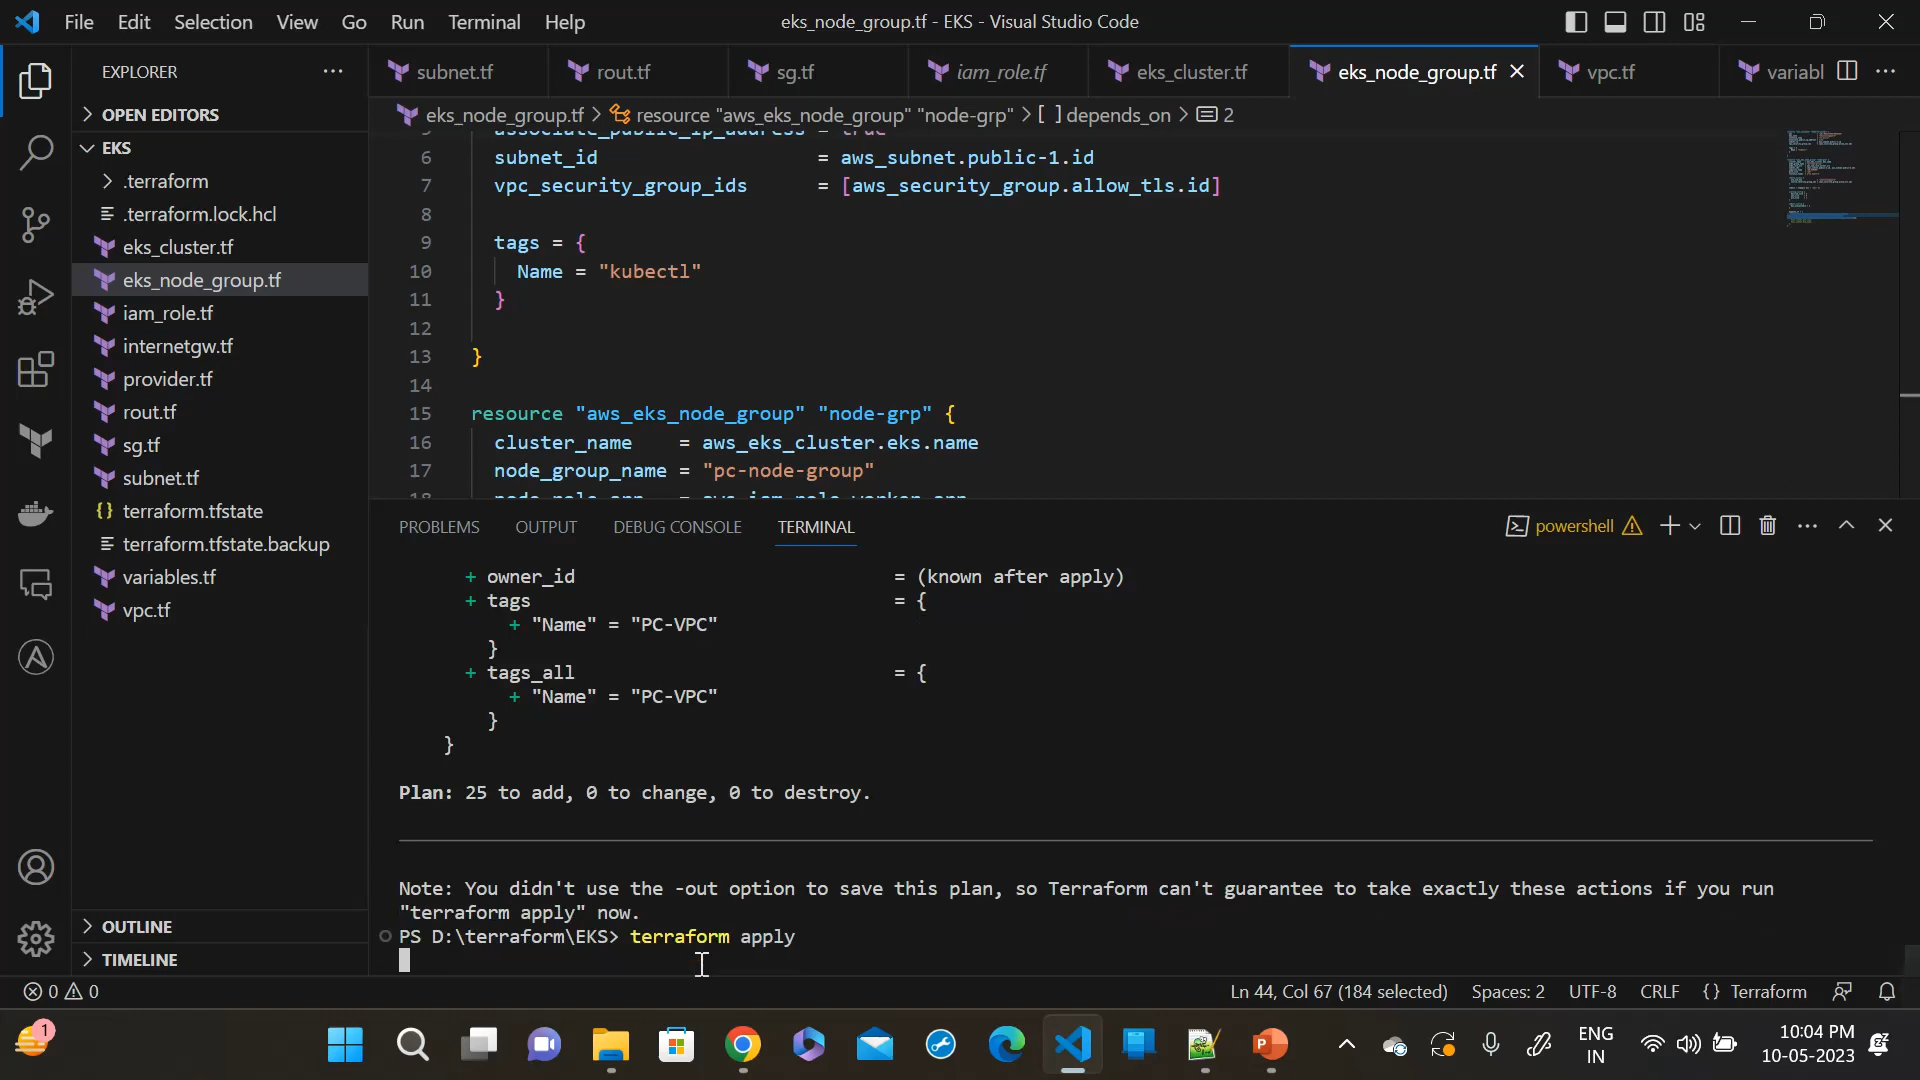 File Edit Selection View Go Run Terminal Help
eks_node_group.tf - EKS - Visual Studio Code
EXPLORER
OPEN EDITORS
EKS
.terraform
.terraform.lock.hcl
eks_cluster.tf
eks_node_group.tf
iam_role.tf
internetgw.tf
provider.tf
rout.tf
sg.tf
subnet.tf
terraform.tfstate
terraform.tfstate.backup
variables.tf
vpc.tf
OUTLINE
TIMELINE
subnet.tf rout.tf sg.tf iam_role.tf eks_cluster.tf eks_node_group.tf vpc.tf variabl
eks_node_group.tf > resource "aws_eks_node_group" "node-grp" > [ ] depends_on > 2
associate_public_ip_address = true
6 subnet_id = aws_subnet.public-1.id
7 vpc_security_group_ids = [aws_security_group.allow_tls.id]
8
9 tags = {
10 Name = "kubectl"
11 }
12
13 }
14
15 resource "aws_eks_node_group" "node-grp" {
16 cluster_name = aws_eks_cluster.eks.name
17 node_group_name = "pc-node-group"
18 node_role_arn = aws_iam_role.worker.arn
PROBLEMS OUTPUT DEBUG CONSOLE TERMINAL
powershell
+ owner_id = (known after apply)
+ tags = {
+ "Name" = "PC-VPC"
}
+ tags_all = {
+ "Name" = "PC-VPC"
}
}
Plan: 25 to add, 0 to change, 0 to destroy.
Note: You didn't use the -out option to save this plan, so Terraform can't guarantee to take exactly these actions if you run
"terraform apply" now.
PS D:\terraform\EKS> terraform apply
0 0
Ln 44, Col 67 (184 selected) Spaces: 2 UTF-8 CRLF {} Terraform
1
ENG
IN
10:04 PM
10-05-2023